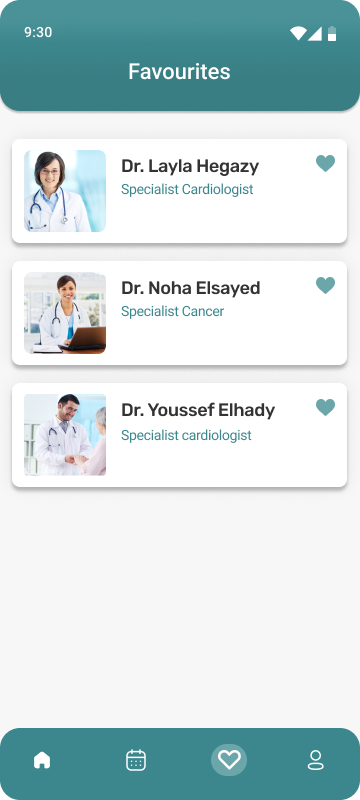 9:30
Favourites
Dr. Layla Hegazy
Specialist Cardiologist
Dr. Noha Elsayed
Specialist Cancer
Dr. Youssef Elhady
Specialist cardiologist